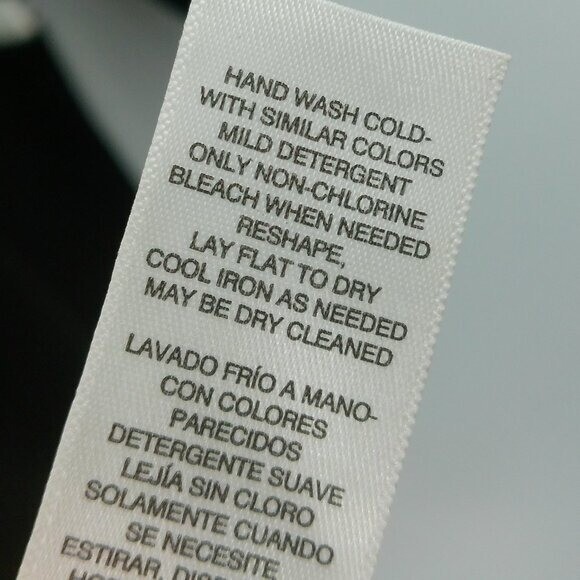 HAND WASH COLD-
WITH SIMILAR COLORS
MILD DETERGENT
ONLY NON-CHLORINE
BLEACH WHEN NEEDED
RESHAPE,
LAY FLAT TO DRY
COOL IRON AS NEEDED
MAY BE DRY CLEANED
LAVADO FRÍO A MANO-
CON COLORES
PARECIDOS
DETERGENTE SUAVE
LEJÍA SIN CLORO
SOLAMENTE CUANDO
SE NECESITE
ESTIRAR,